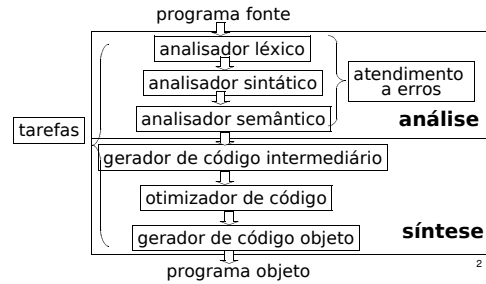 programa fonte
analisador léxico
analisador sintático
atendimento
a erros
analisador semântico
análise
tarefas
gerador de código intermediário
otimizador de código
síntese
gerador de código objeto
programa objeto
2